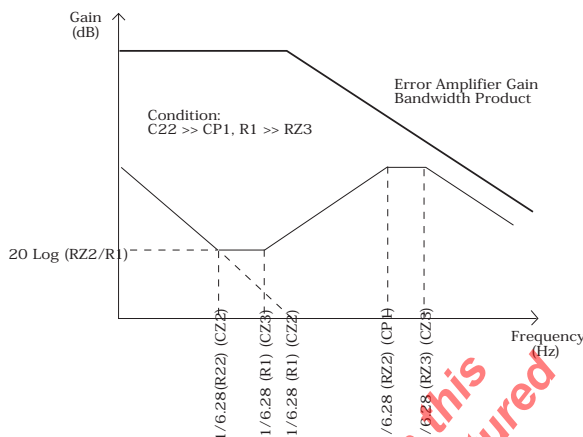 Gain
(dB)
Error Amplifier Gain
Bandwidth Product
Condition:
C22 >> CP1, R1 >> RZ3
20 Log (RZ2/R1)
1/6.28(R22) (CZ2)
1/6.28 (R1) (CZ3)
1/6.28 (R1) (CZ2)
/6.28 (RZ2) (CP1)
/6.28 (RZ3) (CZ3)
Frequency
(Hz)
this
tured